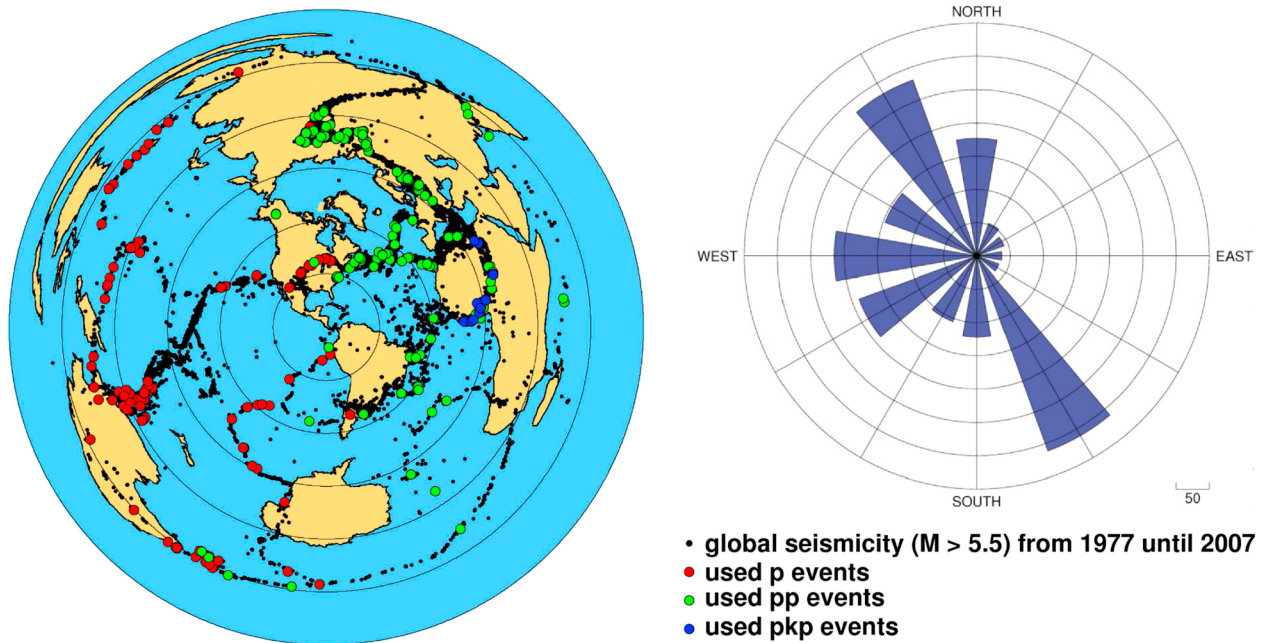 NORTH
WEST
EAST
SOUTH
50
global seismicity (M > 5.5) from 1977 until 2007
used p events
used pp events
used pkp events